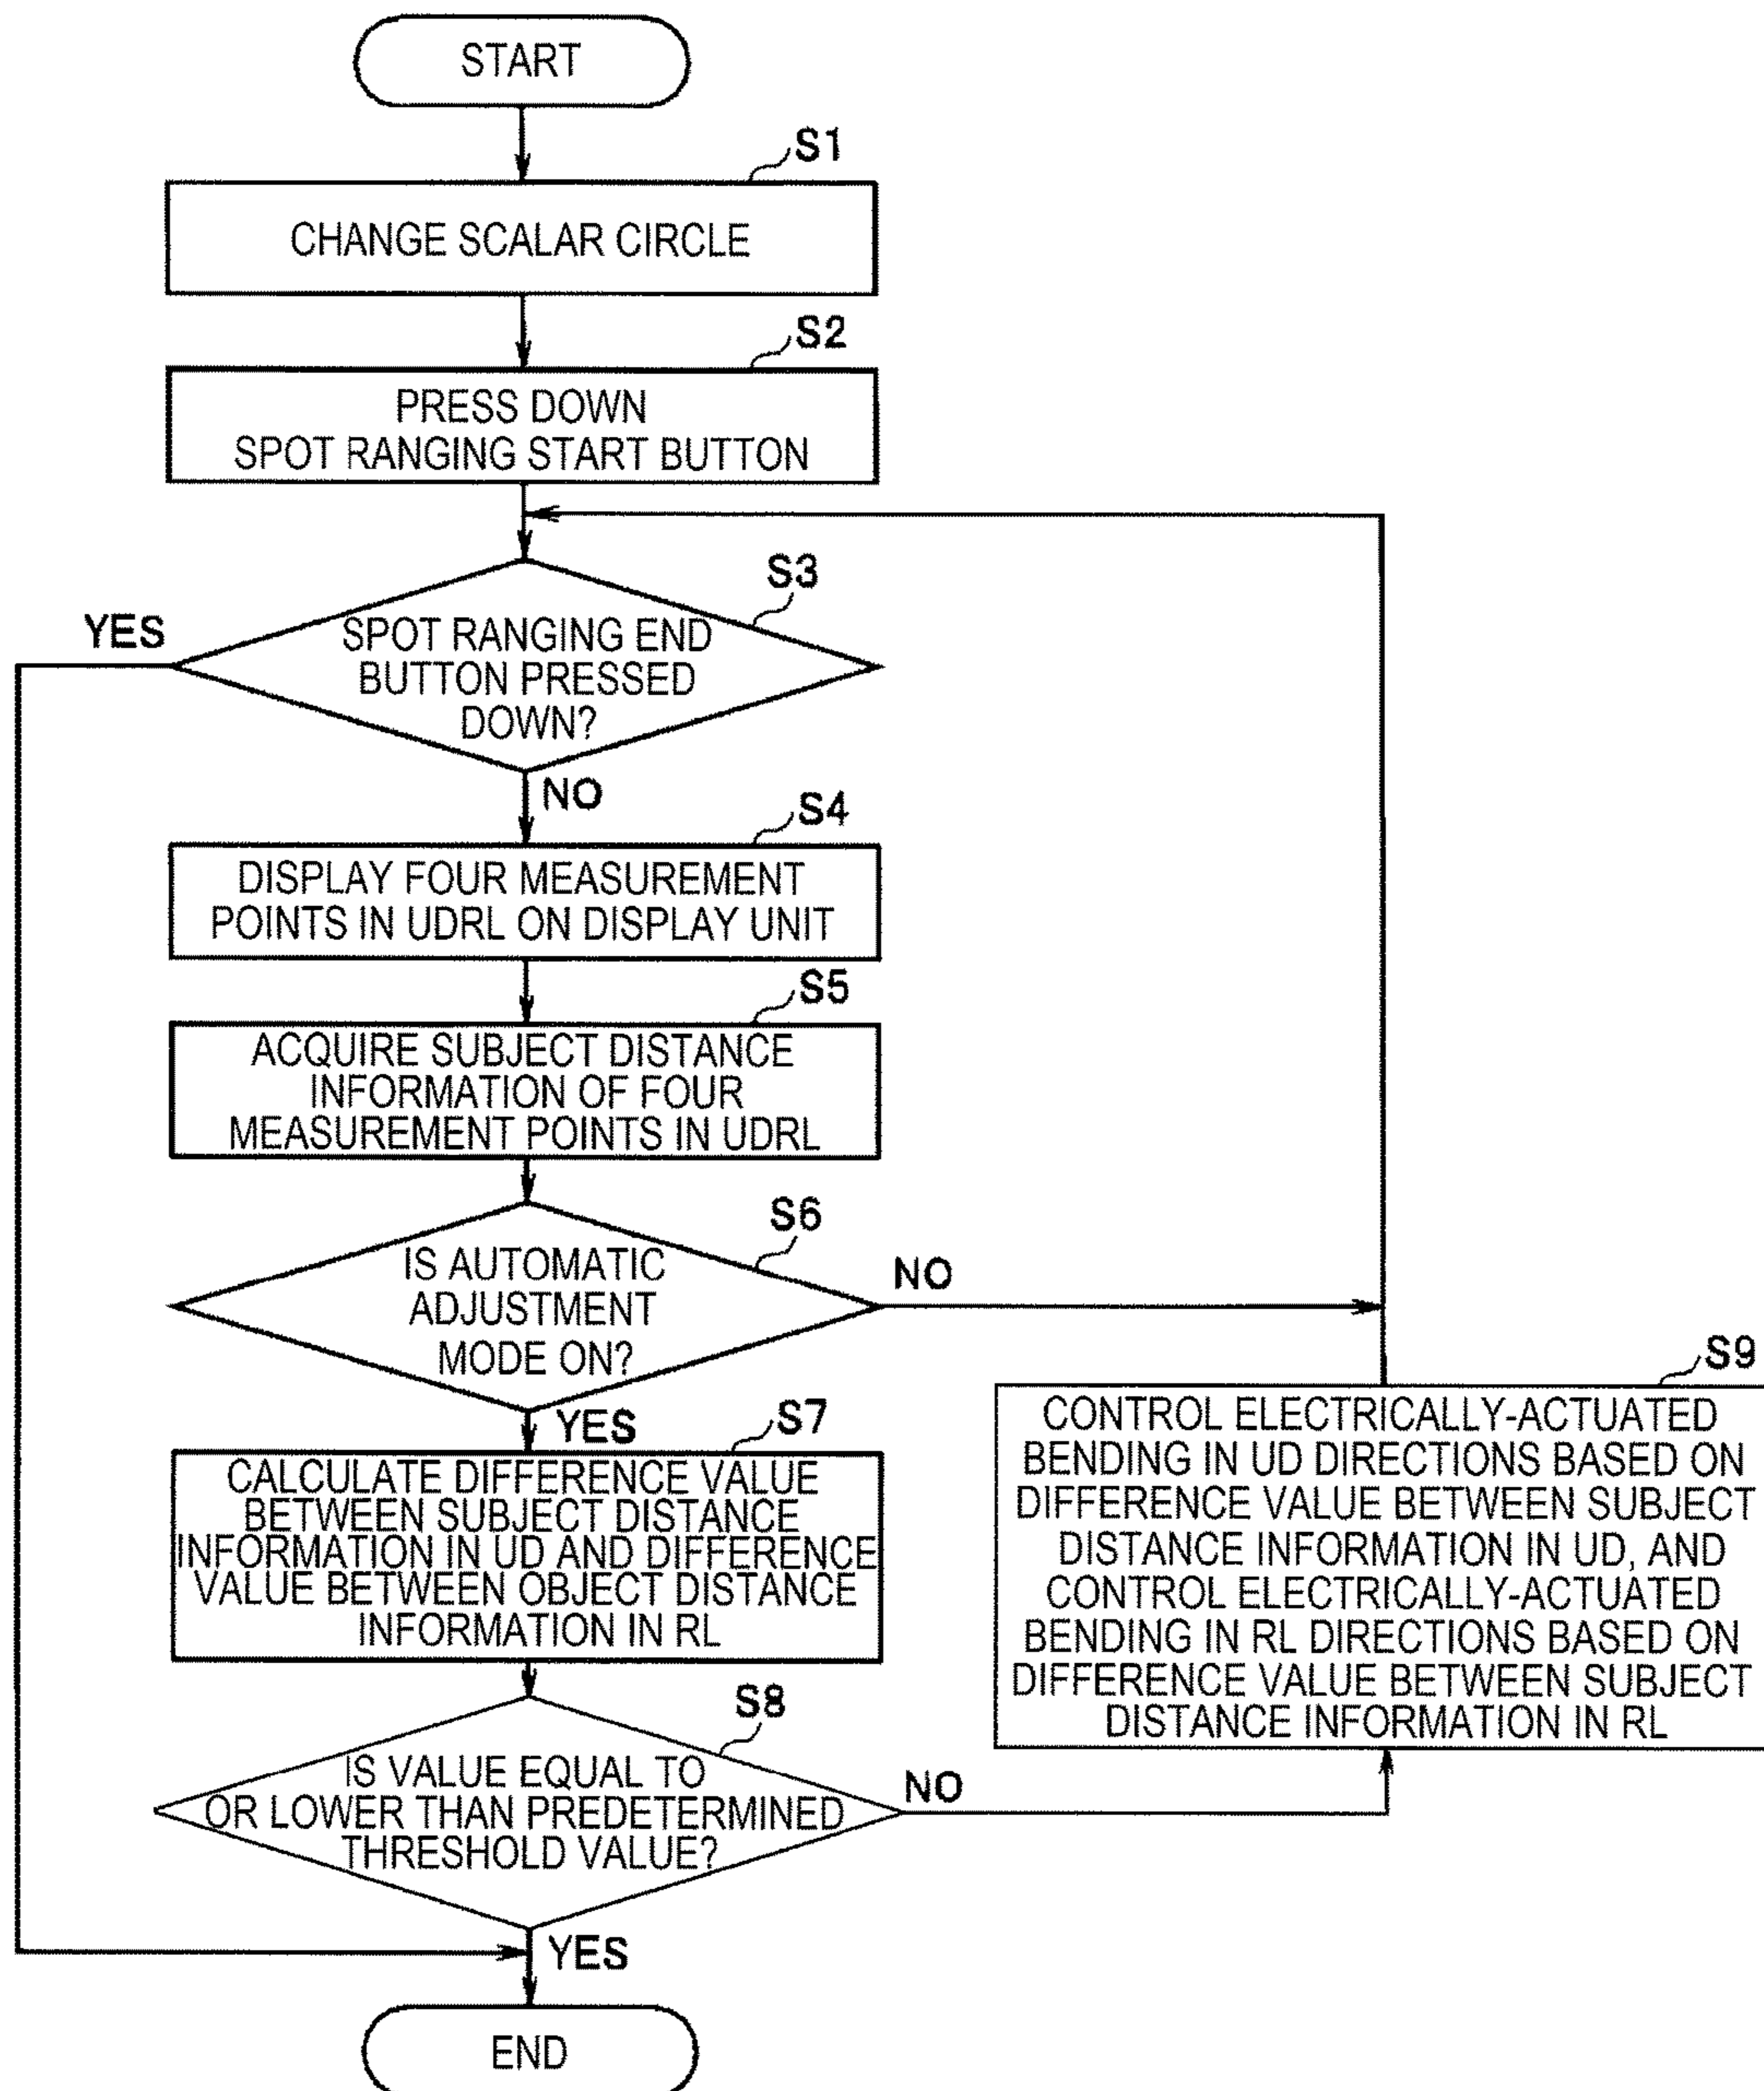 START
S1
CHANGE SCALAR CIRCLE
S2
PRESS DOWN
SPOT RANGING START BUTTON
S3
YES
SPOT RANGING END
BUTTON PRESSED
DOWN?
NO
S4
DISPLAY FOUR MEASUREMENT
POINTS IN UDRL ON DISPLAY UNIT
S5
ACQUIRE SUBJECT DISTANCE
INFORMATION OF FOUR
MEASUREMENT POINTS IN UDRL
S6
IS AUTOMATIC
ADJUSTMENT
MODE ON?
NO
YES
S7
CALCULATE DIFFERENCE VALUE
BETWEEN SUBJECT DISTANCE
INFORMATION IN UD AND DIFFERENCE
VALUE BETWEEN OBJECT DISTANCE
INFORMATION IN RL
S8
IS VALUE EQUAL TO
OR LOWER THAN PREDETERMINED
THRESHOLD VALUE?
NO
S9
CONTROL ELECTRICALLY-ACTUATED
BENDING IN UD DIRECTIONS BASED ON
DIFFERENCE VALUE BETWEEN SUBJECT
DISTANCE INFORMATION IN UD, AND
CONTROL ELECTRICALLY-ACTUATED
BENDING IN RL DIRECTIONS BASED ON
DIFFERENCE VALUE BETWEEN SUBJECT
DISTANCE INFORMATION IN RL
YES
END